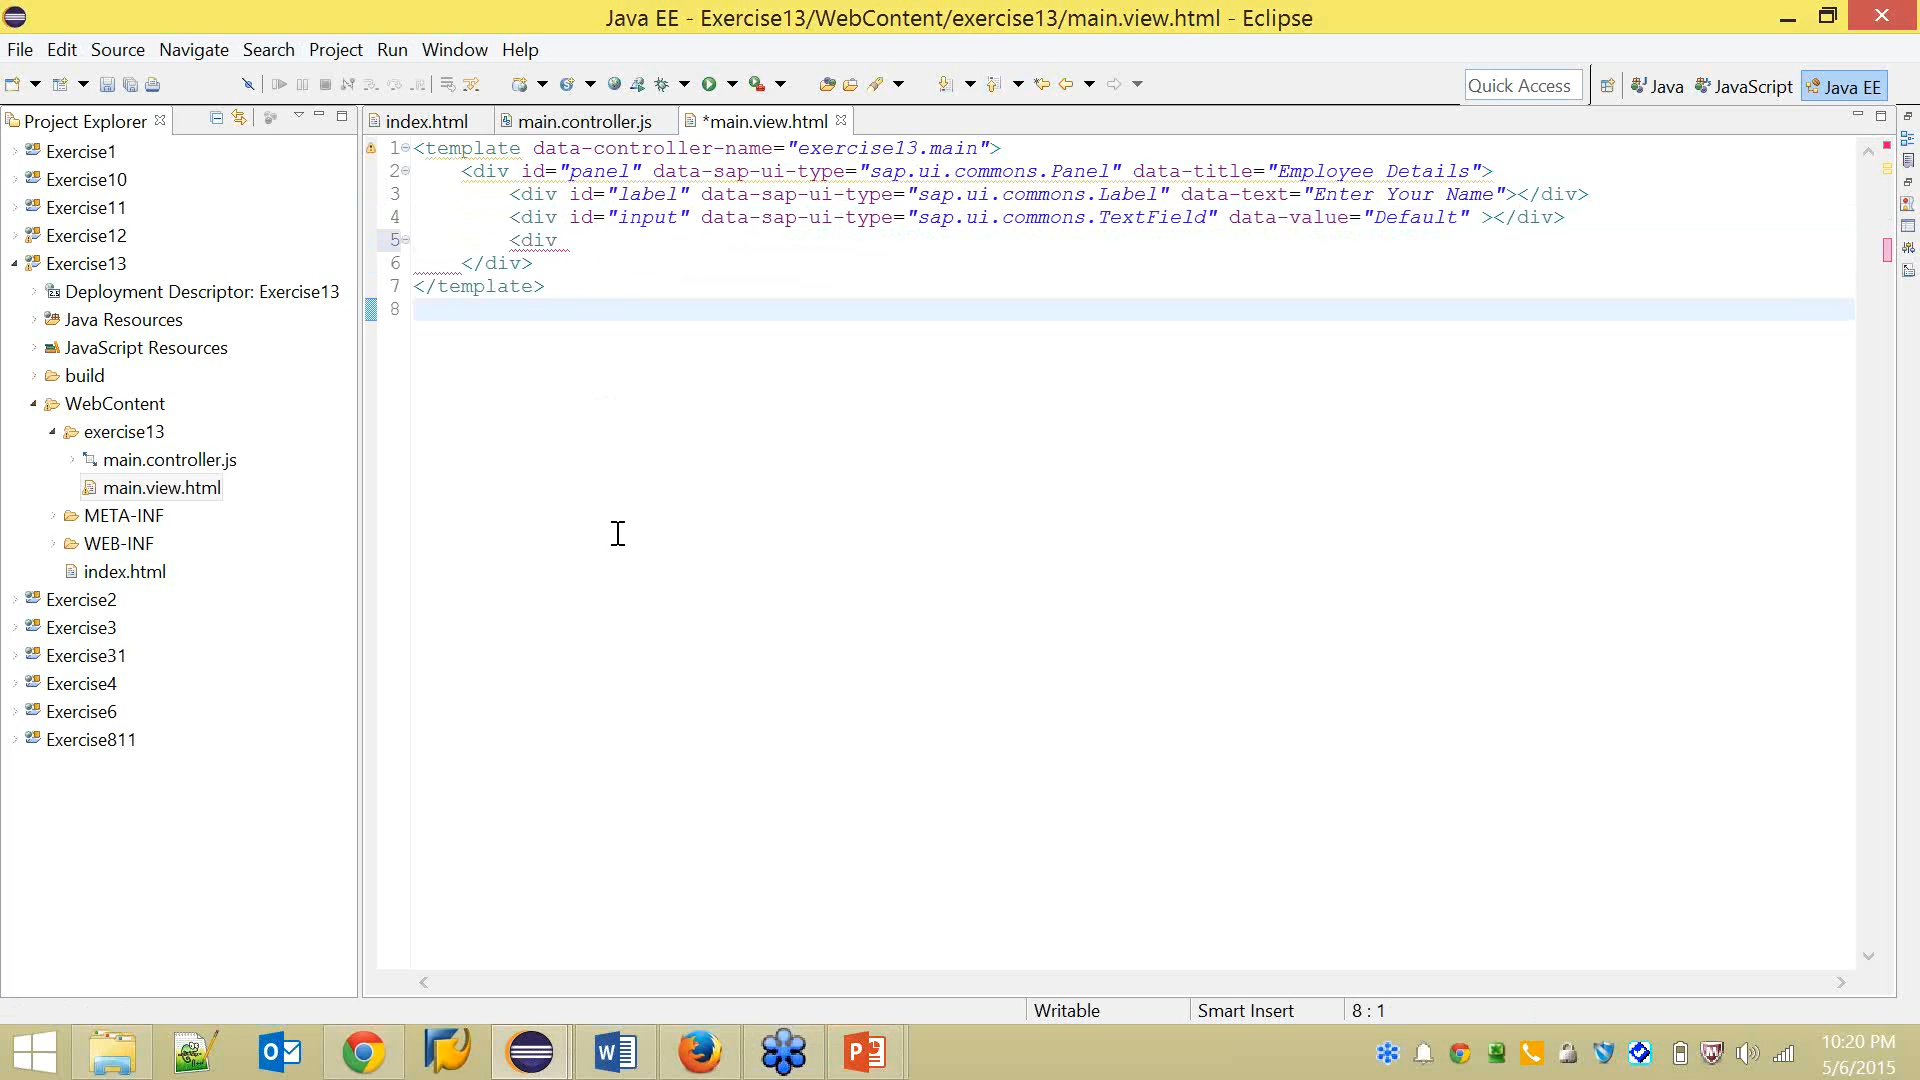 Java EE - Exercise13/WebContent/exercise13/main.view.html - Eclipse
File Edit Source Navigate Search Project Run Window Help
Quick Access Java JavaScript Java EE
Project Explorer
index.html main.controller.js *main.view.html
Exercise1
Exercise10
Exercise11
Exercise12
Exercise13
Deployment Descriptor: Exercise13
Java Resources
JavaScript Resources
build
WebContent
exercise13
main.controller.js
main.view.html
META-INF
WEB-INF
index.html
Exercise2
Exercise3
Exercise31
Exercise4
Exercise6
Exercise811
1 <template data-controller-name="exercise13.main">
2 <div id="panel" data-sap-ui-type="sap.ui.commons.Panel" data-title="Employee Details">
3 <div id="label" data-sap-ui-type="sap.ui.commons.Label" data-text="Enter Your Name"></div>
4 <div id="input" data-sap-ui-type="sap.ui.commons.TextField" data-value="Default" ></div>
5 <div
6 </div>
7 </template>
8
Writable Smart Insert 8 : 1
10:20 PM
5/6/2015